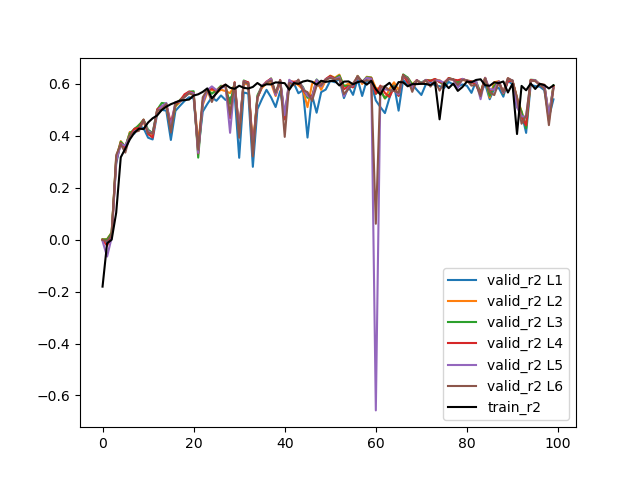 0.6
0.4
0.2
0.0
−0.2
−0.4
−0.6
0 20 40 60 80 100
valid_r2 L1
valid_r2 L2
valid_r2 L3
valid_r2 L4
valid_r2 L5
valid_r2 L6
train_r2